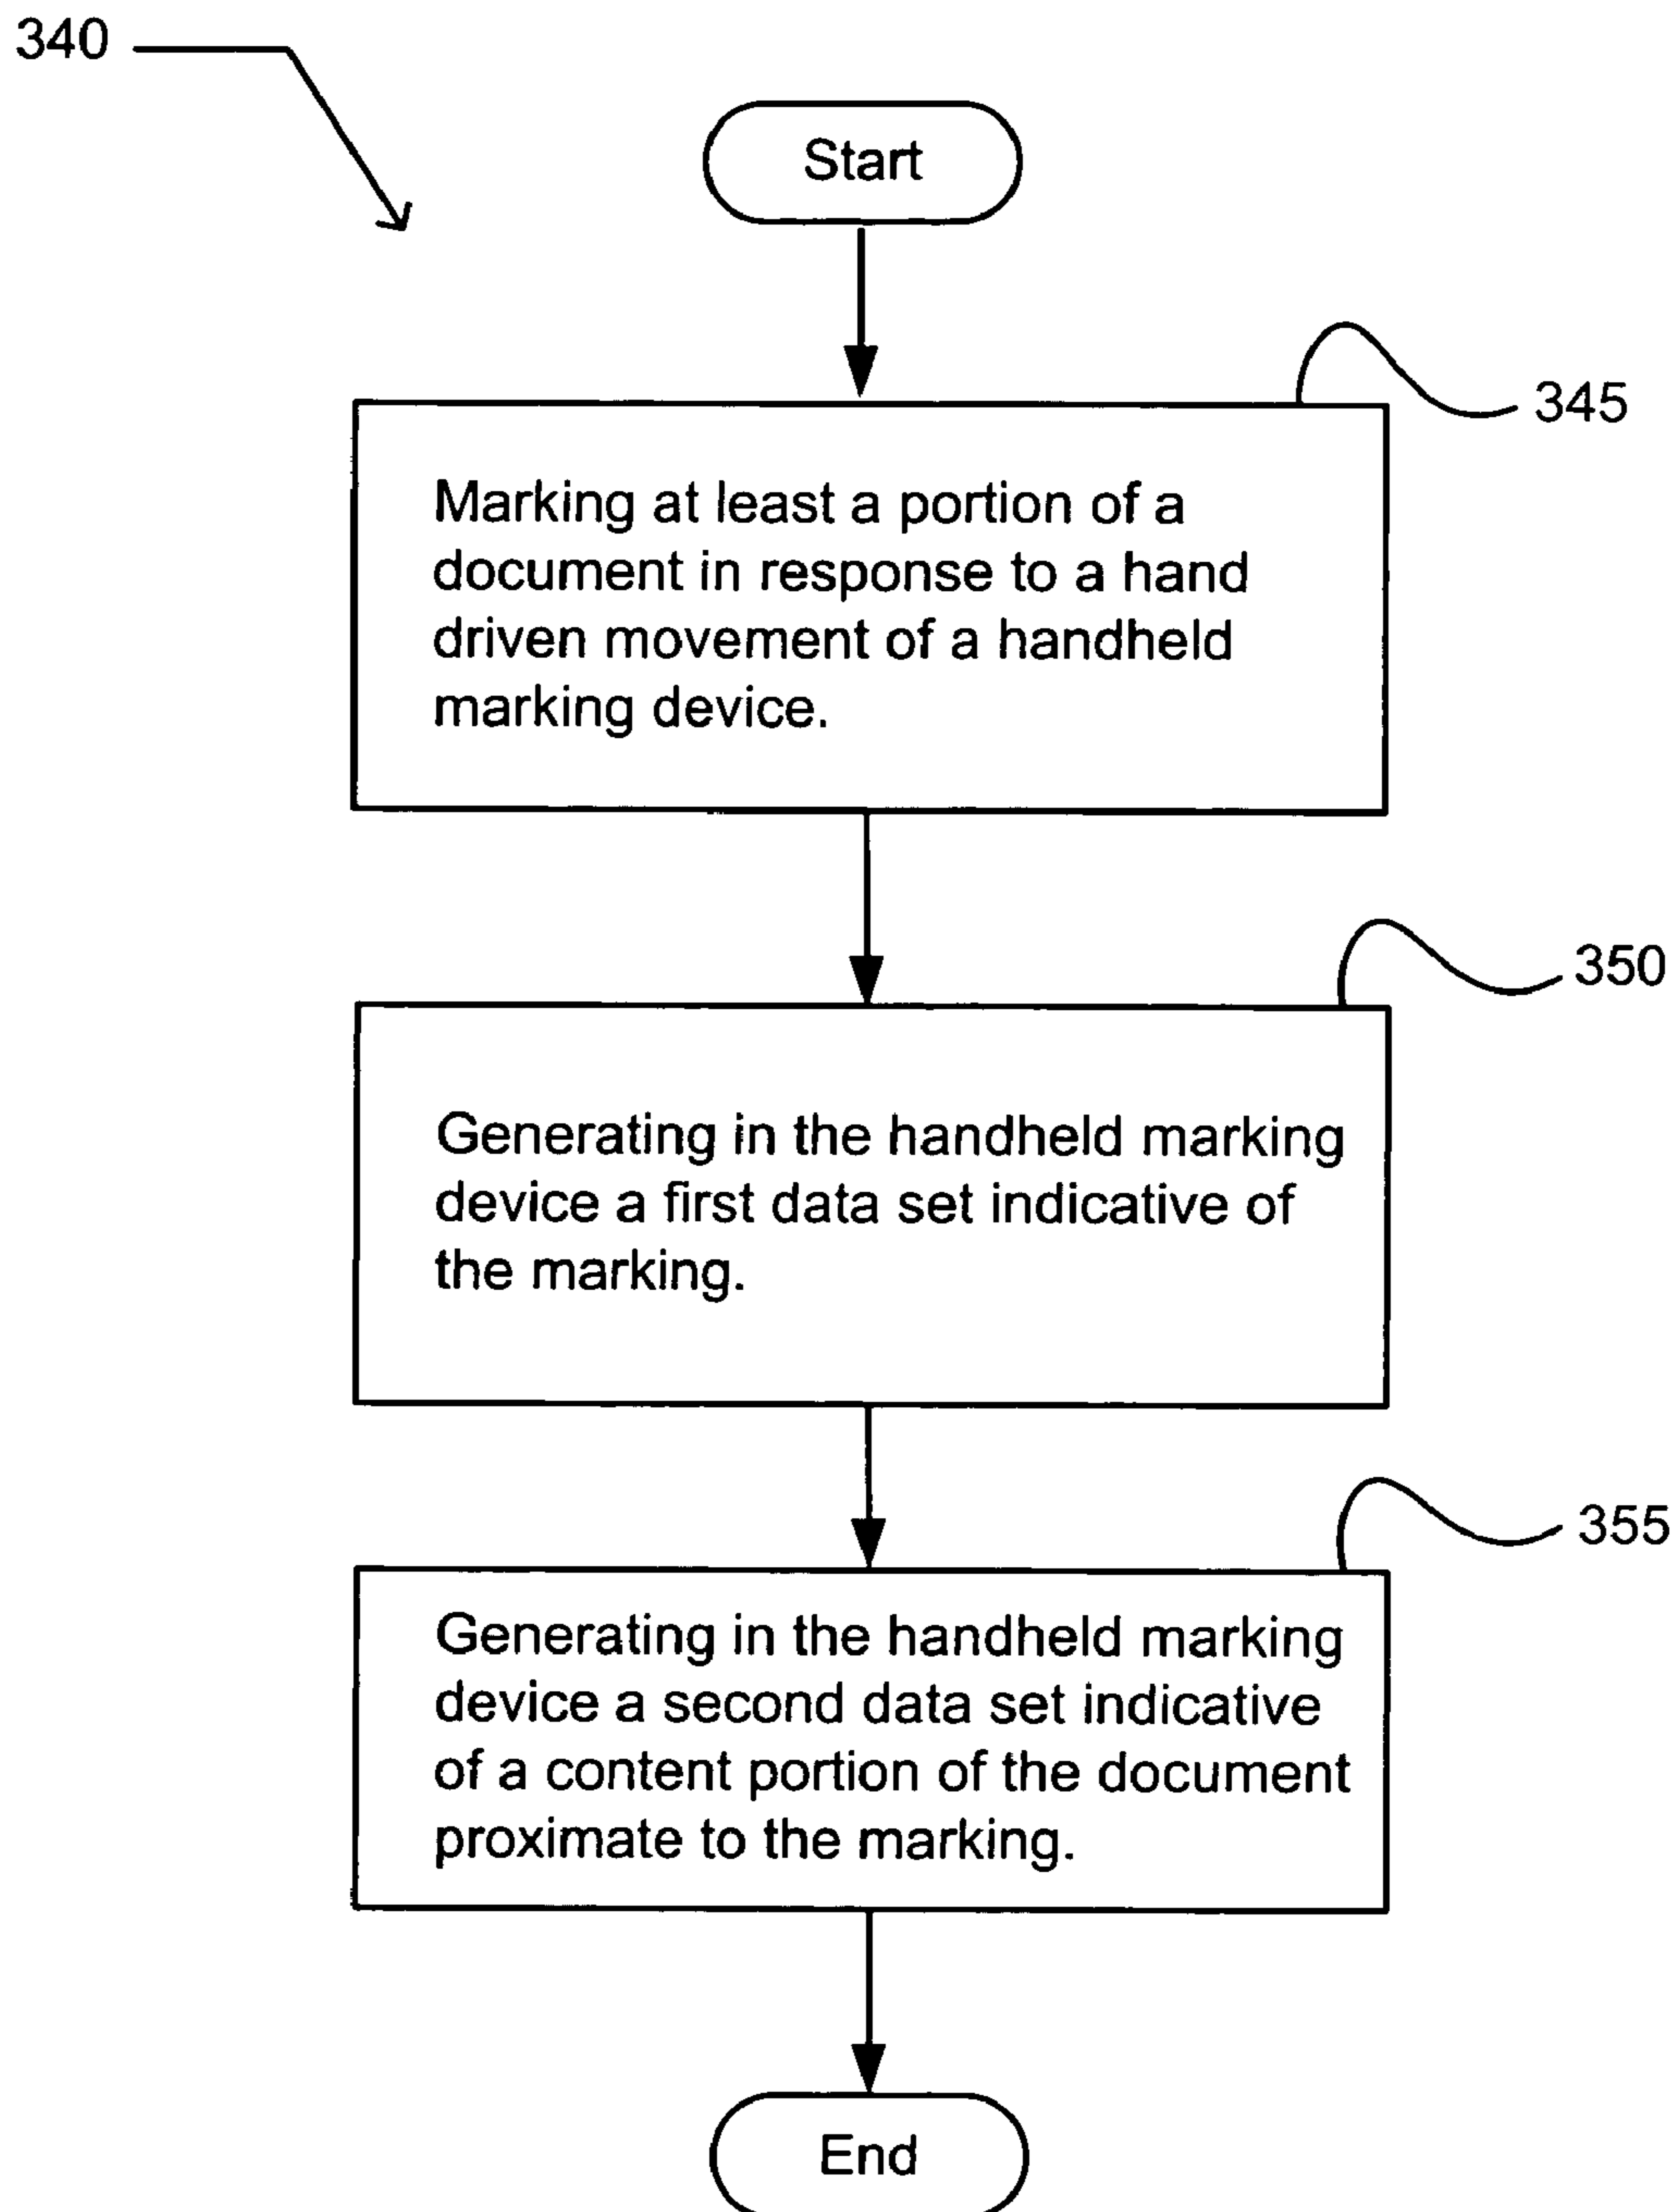 340
Start
345
Marking at least a portion of a
document in response to a hand
driven movement of a handheld
marking device.
350
Generating in the handheld marking
device a first data set indicative of
the marking.
355
Generating in the handheld marking
device a second data set indicative
of a content portion of the document
proximate to the marking.
End